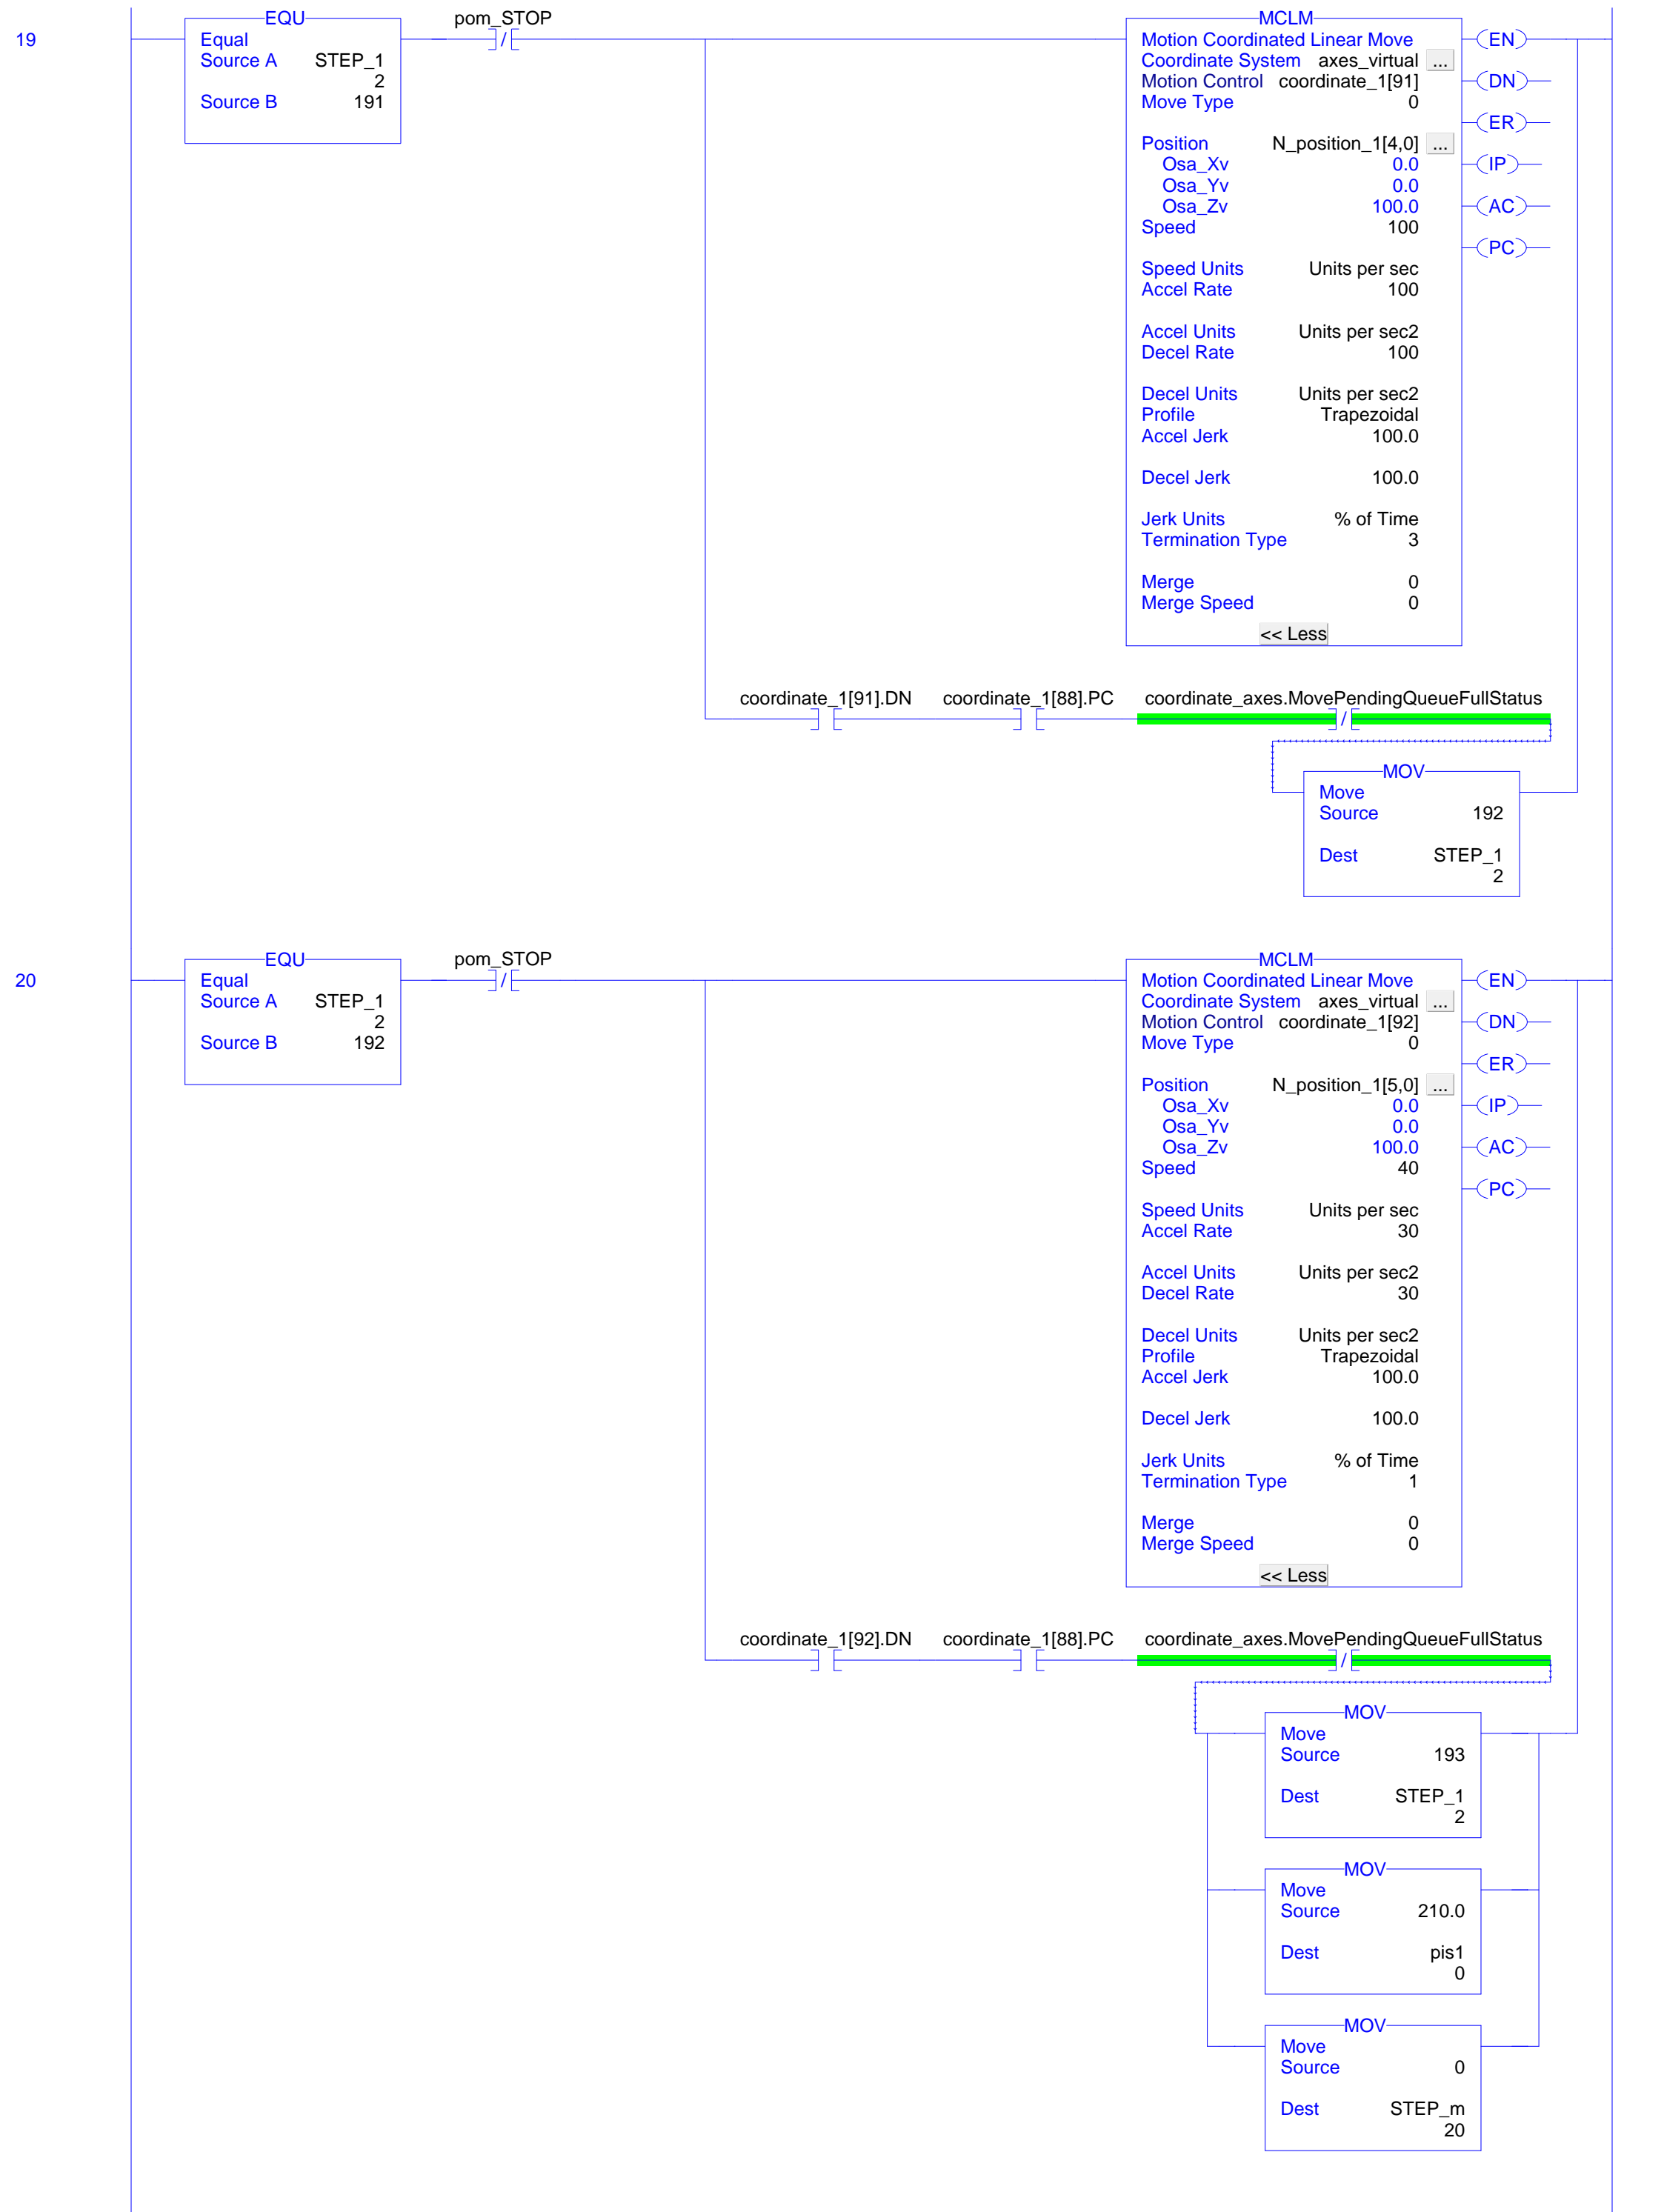 19
EQU
Equal
Source A STEP_1
2
Source B 191
pom_STOP
/
MCLM
Motion Coordinated Linear Move
Coordinate System axes_virtual ...
Motion Control coordinate_1[91]
Move Type 0
Position N_position_1[4,0] ...
Osa_Xv 0.0
Osa_Yv 0.0
Osa_Zv 100.0
Speed 100
Speed Units Units per sec
Accel Rate 100
Accel Units Units per sec2
Decel Rate 100
Decel Units Units per sec2
Profile Trapezoidal
Accel Jerk 100.0
Decel Jerk 100.0
Jerk Units % of Time
Termination Type 3
Merge 0
Merge Speed 0
<< Less
EN
DN
ER
IP
AC
PC
coordinate_1[91].DN coordinate_1[88].PC coordinate_axes.MovePendingQueueFullStatus
/
MOV
Move
Source 192
Dest STEP_1
2
20
EQU
Equal
Source A STEP_1
2
Source B 192
pom_STOP
/
MCLM
Motion Coordinated Linear Move
Coordinate System axes_virtual ...
Motion Control coordinate_1[92]
Move Type 0
Position N_position_1[5,0] ...
Osa_Xv 0.0
Osa_Yv 0.0
Osa_Zv 100.0
Speed 40
Speed Units Units per sec
Accel Rate 30
Accel Units Units per sec2
Decel Rate 30
Decel Units Units per sec2
Profile Trapezoidal
Accel Jerk 100.0
Decel Jerk 100.0
Jerk Units % of Time
Termination Type 1
Merge 0
Merge Speed 0
<< Less
EN
DN
ER
IP
AC
PC
coordinate_1[92].DN coordinate_1[88].PC coordinate_axes.MovePendingQueueFullStatus
/
MOV
Move
Source 193
Dest STEP_1
2
MOV
Move
Source 210.0
Dest pis1
0
MOV
Move
Source 0
Dest STEP_m
20